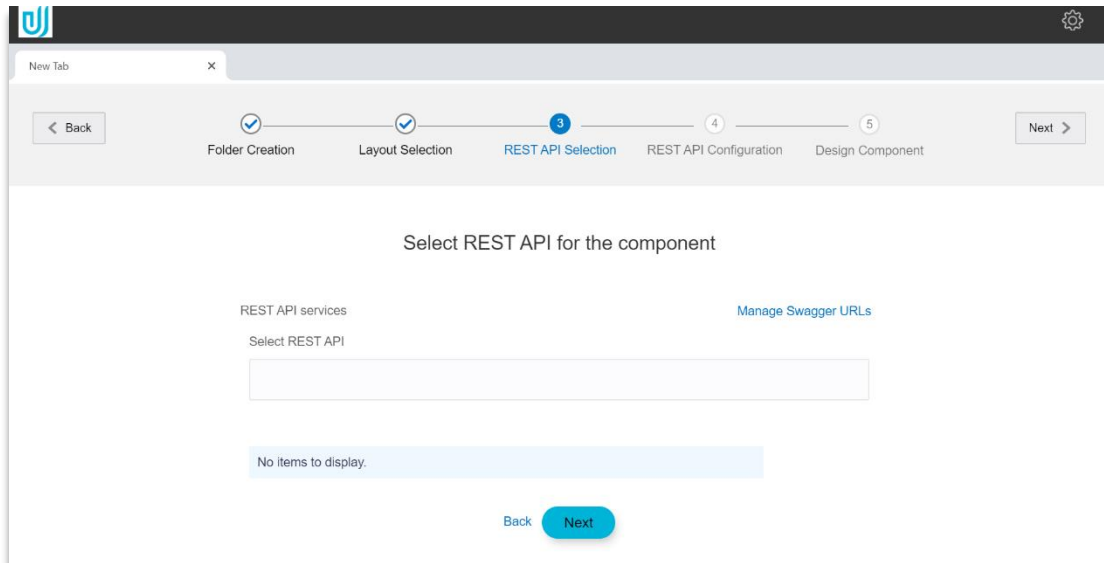 New Tab
Back
3
4
5
Next
Folder Creation
Layout Selection
REST API Selection
REST API Configuration
Design Component
Select REST API for the component
REST API services
Manage Swagger URLs
Select REST API
No items to display.
Back
Next